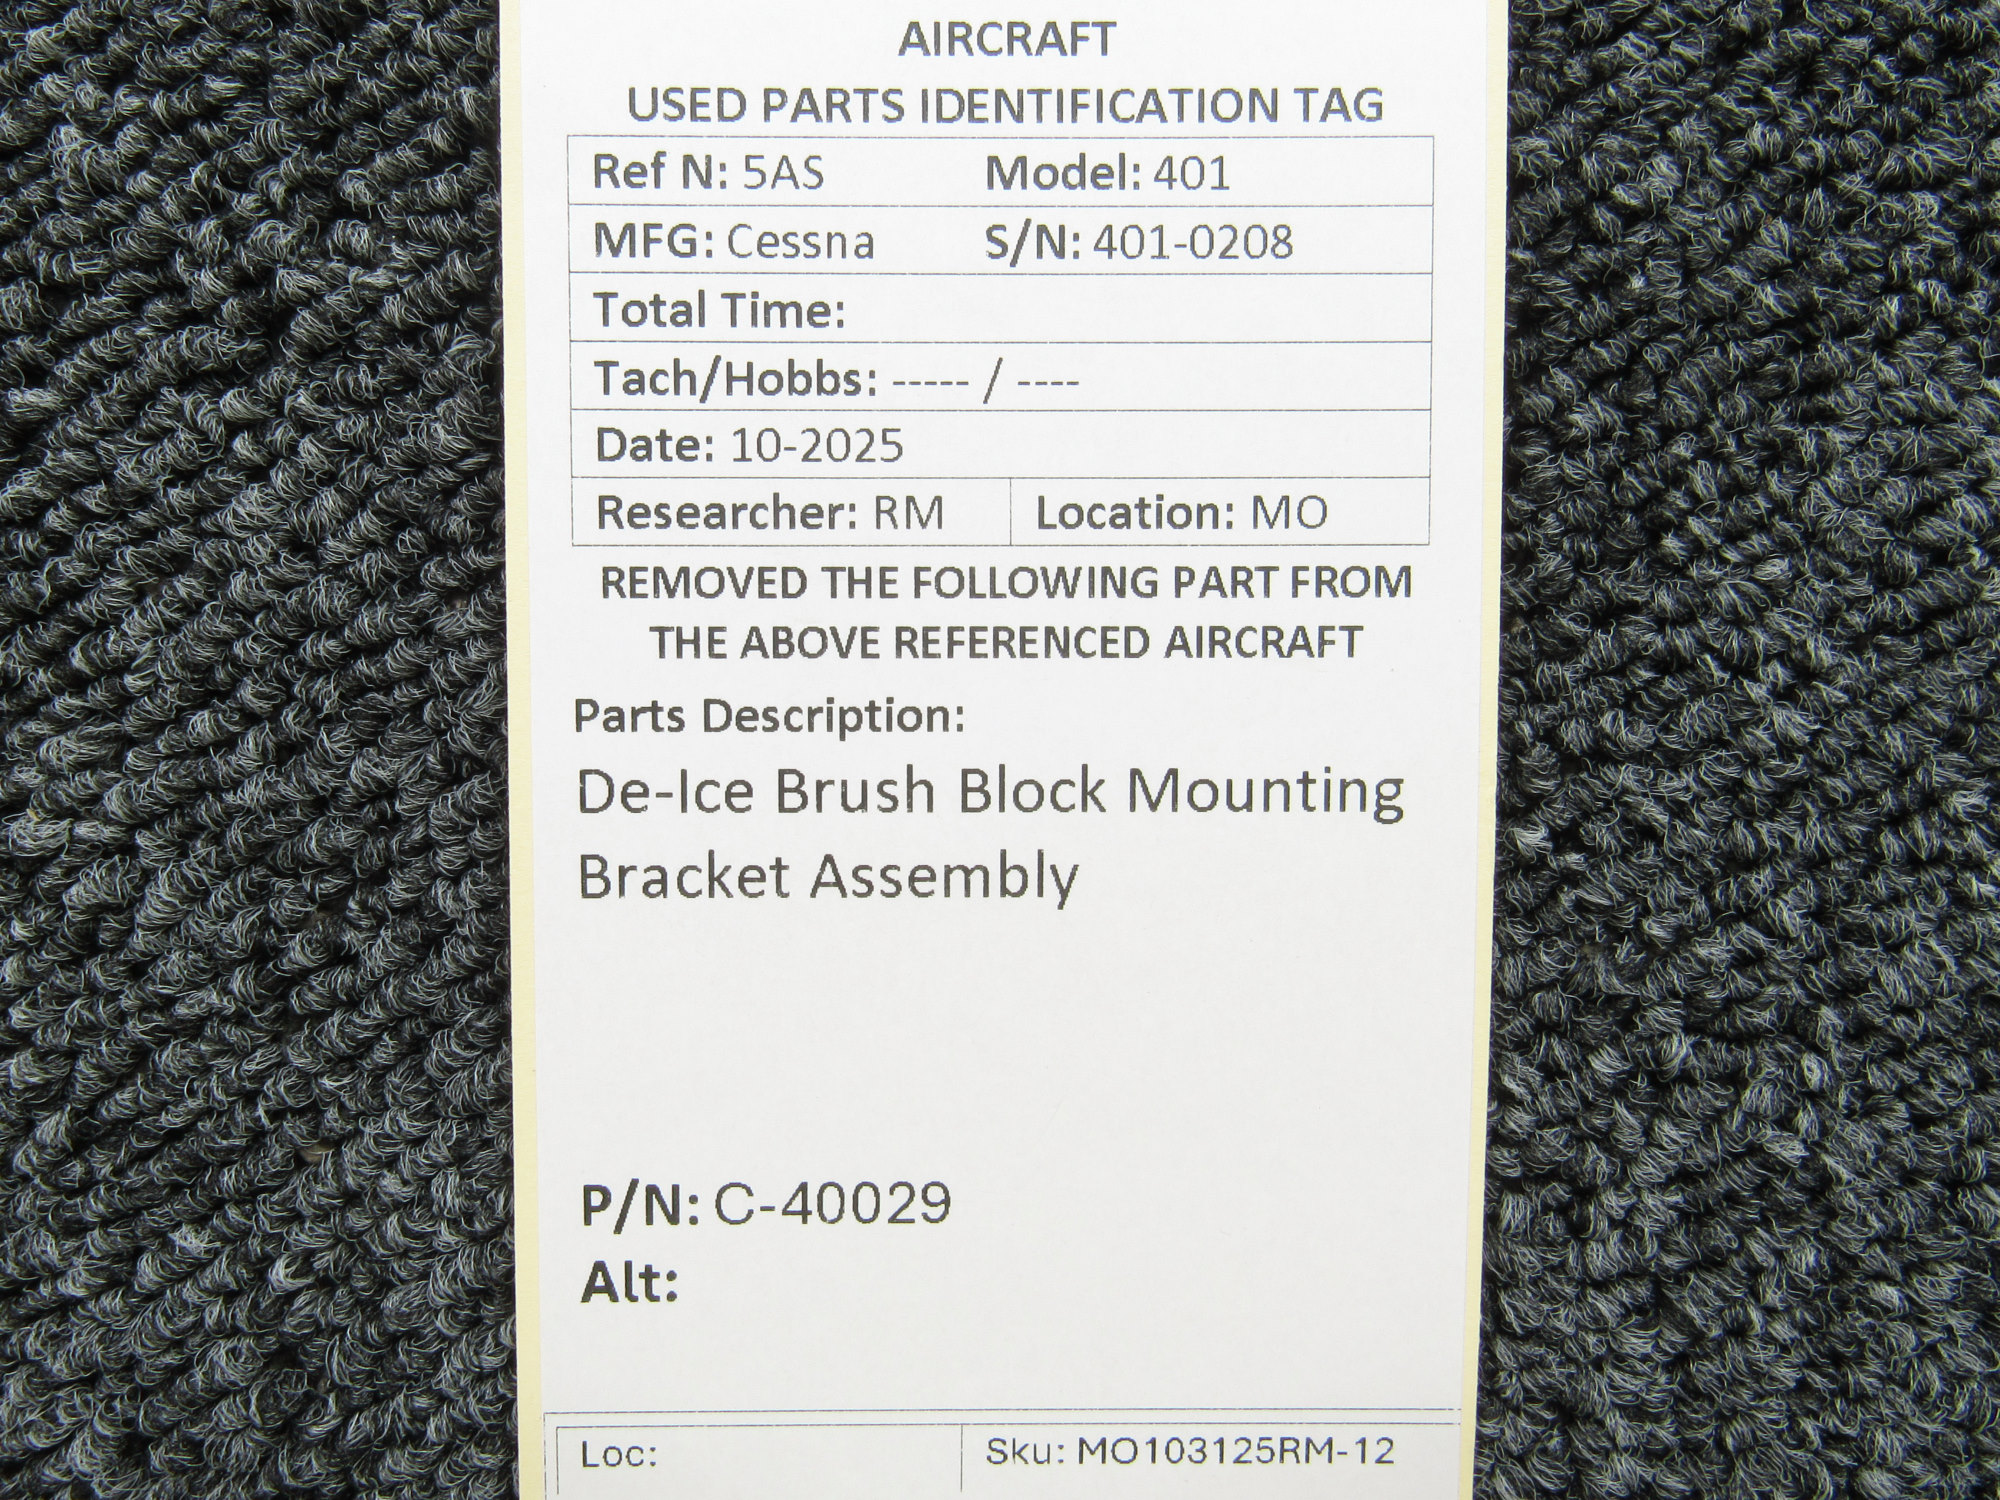 AIRCRAFT
USED PARTS IDENTIFICATION TAG
Ref N: 5AS Model: 401
MFG: Cessna S/N: 401-0208
Total Time:
Tach/Hobbs: ----- / ----
Date: 10-2025
Researcher: RM Location: MO
REMOVED THE FOLLOWING PART FROM
THE ABOVE REFERENCED AIRCRAFT
Parts Description:
De-Ice Brush Block Mounting
Bracket Assembly
P/N: C-40029
Alt:
Loc: Sku: MO103125RM-12